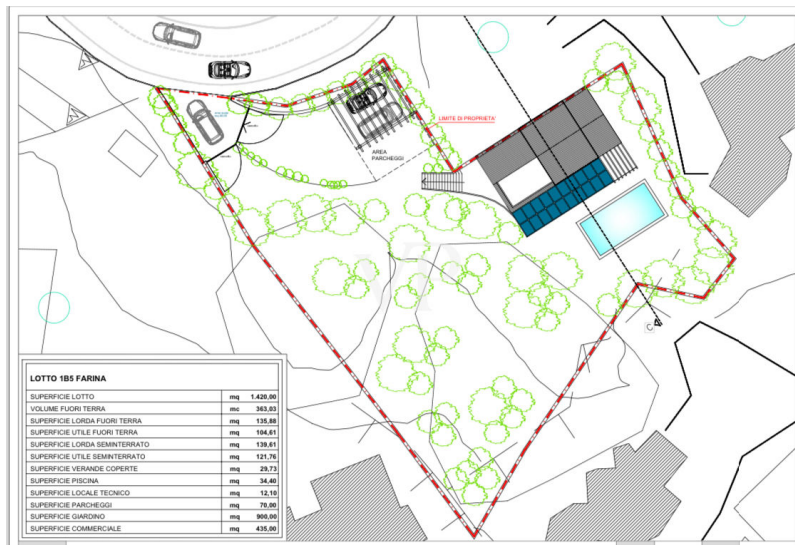 LIMITE DI PROPRIETA'
AREA
PARCHEGGI
C
LOTTO 1B5 FARINA
SUPERFICIE LOTTO mq 1.420,00
VOLUME FUORI TERRA mc 363,03
SUPERFICIE LORDA FUORI TERRA mq 135,88
SUPERFICIE UTILE FUORI TERRA mq 104,61
SUPERFICIE LORDA SEMINTERRATO mq 139,61
SUPERFICIE UTILE SEMINTERRATO mq 121,76
SUPERFICIE VERANDE COPERTE mq 29,73
SUPERFICIE PISCINA mq 34,40
SUPERFICIE LOCALE TECNICO mq 12,10
SUPERFICIE PARCHEGGI mq 70,00
SUPERFICIE GIARDINO mq 900,00
SUPERFICIE COMMERCIALE mq 435,00